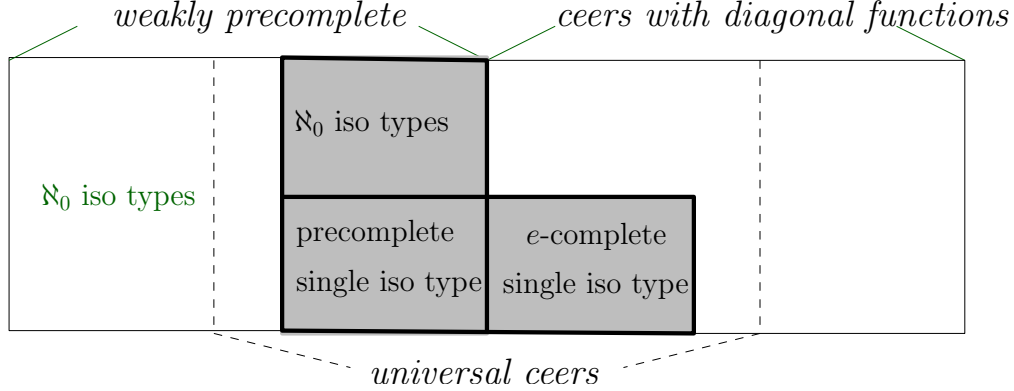 weakly precomplete
ceers with diagonal functions
ℵ₀ iso types
ℵ₀ iso types
precomplete
single iso type
e-complete
single iso type
universal ceers